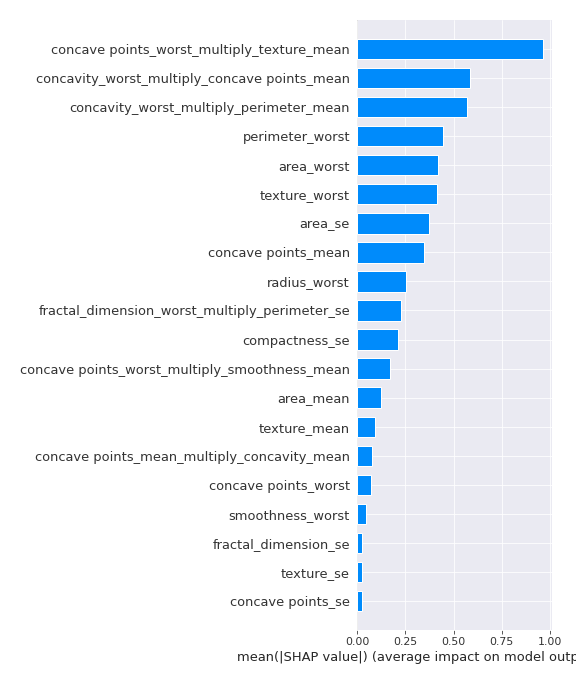 concave points_worst_multiply_texture_mean
concavity_worst_multiply_concave points_mean
concavity_worst_multiply_perimeter_mean
perimeter_worst
area_worst
texture_worst
area_se
concave points_mean
radius_worst
fractal_dimension_worst_multiply_perimeter_se
compactness_se
concave points_worst_multiply_smoothness_mean
area_mean
texture_mean
concave points_mean_multiply_concavity_mean
concave points_worst
smoothness_worst
fractal_dimension_se
texture_se
concave points_se
0.00 0.25 0.50 0.75 1.00
mean(|SHAP value|) (average impact on model outp